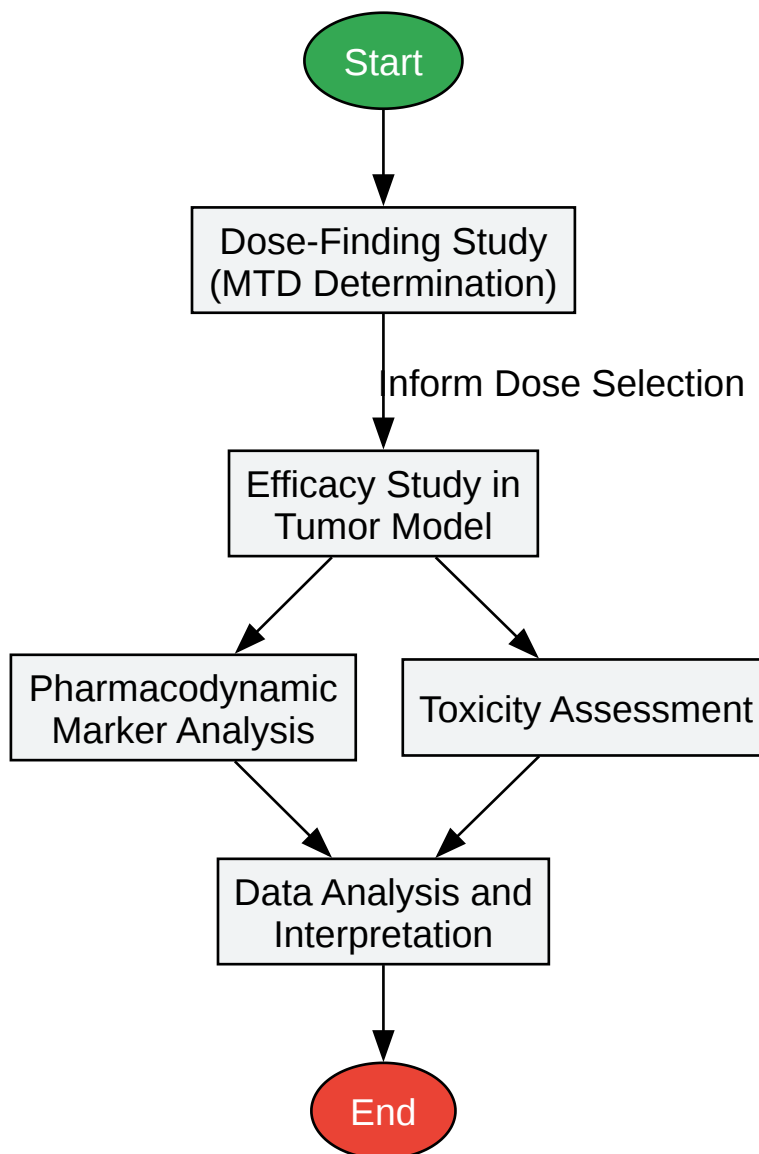 Start
Dose-Finding Study
(MTD Determination)
Inform Dose Selection
Efficacy Study in
Tumor Model
Pharmacodynamic
Marker Analysis
Toxicity Assessment
Data Analysis and
Interpretation
End